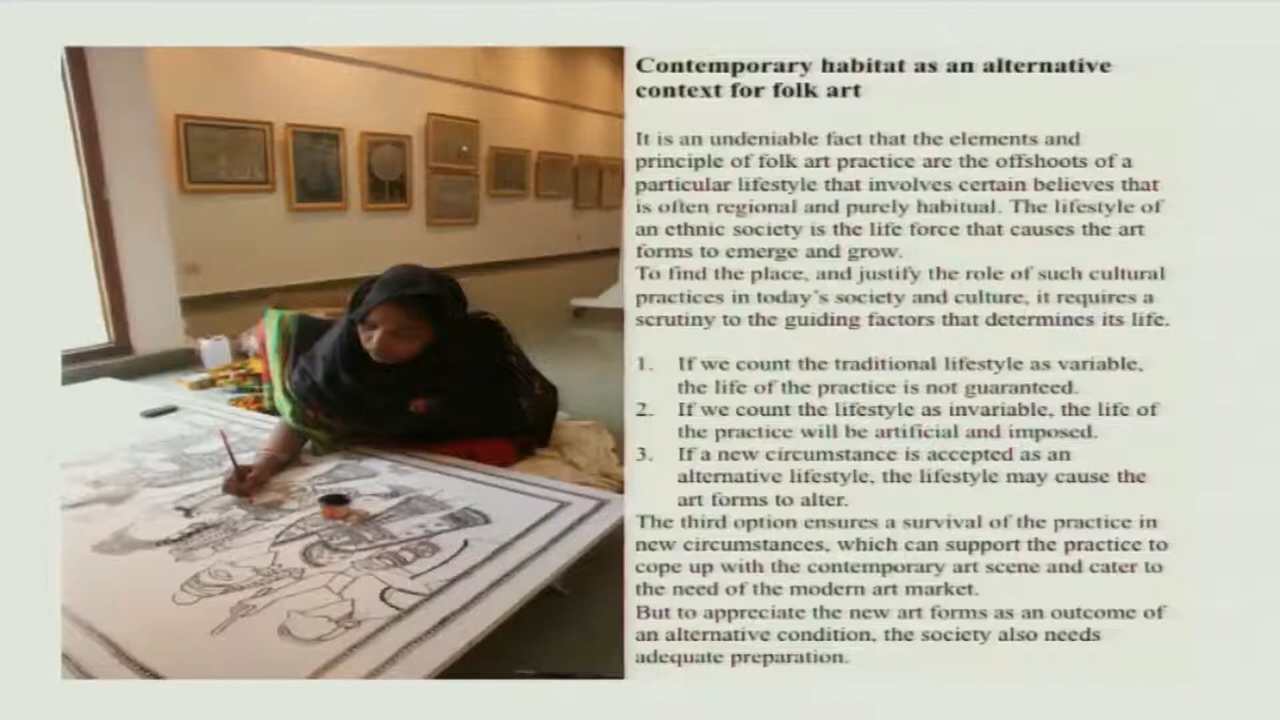 Contemporary habitat as an alternative
context for folk art
It is an undeniable fact that the elements and
principle of folk art practice are the offshoots of a
particular lifestyle that involves certain believes that
is often regional and purely habitual. The lifestyle of
an ethnic society is the life force that causes the art
forms to emerge and grow.
To find the place, and justify the role of such cultural
practices in today's society and culture, it requires a
scrutiny to the guiding factors that determines its life.
1. If we count the traditional lifestyle as variable,
the life of the practice is not guaranteed.
2. If we count the lifestyle as invariable, the life of
the practice will be artificial and imposed.
3. If a new circumstance is accepted as an
alternative lifestyle, the lifestyle may cause the
art forms to alter.
The third option ensures a survival of the practice in
new circumstances, which can support the practice to
cope up with the contemporary art scene and cater to
the need of the modern art market.
But to appreciate the new art forms as an outcome of
an alternative condition, the society also needs
adequate preparation.